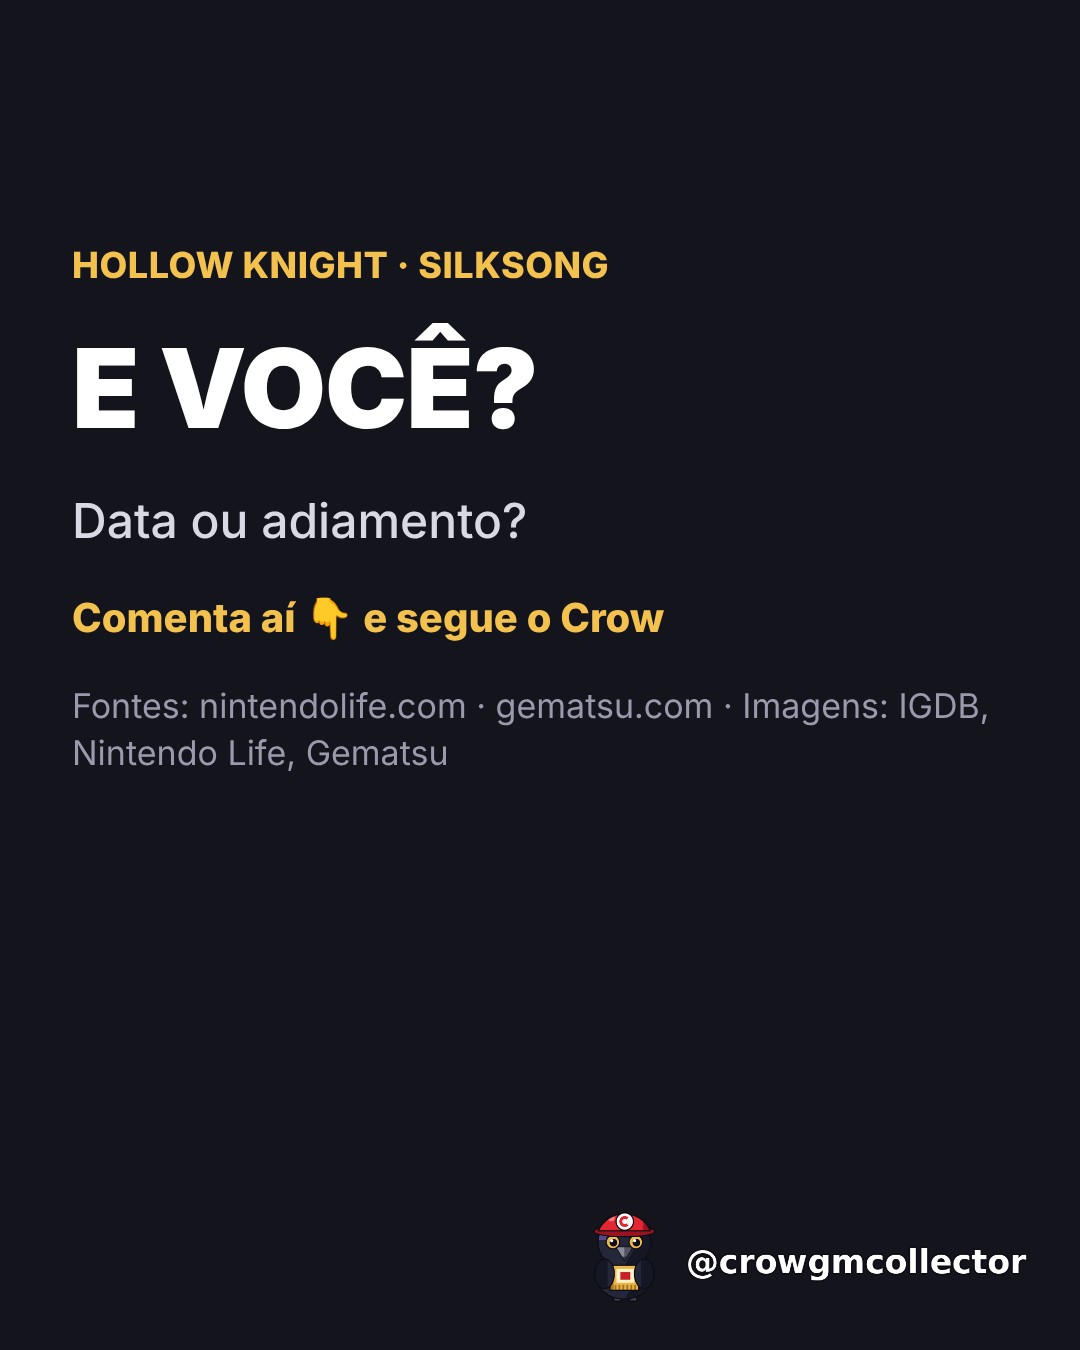 HOLLOW KNIGHT · SILKSONG
E VOCÊ?
Data ou adiamento?
Comenta aí 👇 e segue o Crow
Fontes: nintendolife.com · gematsu.com · Imagens: IGDB,
Nintendo Life, Gematsu
C
@crowgmcollector